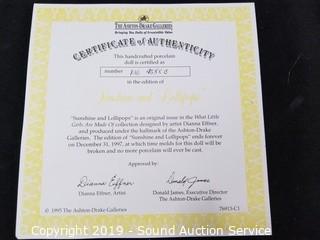 THE ASHTON-DRAKE GALLERIES
Bringing You Dolls of Irresistible Value
CERTIFICATE of AUTHENTICITY
This handcrafted porcelain
doll is certified as
number
in the edition of
Sunshine and Lollipops
"Sunshine and Lollipops" is an original issue in the What Little
Girls Are Made Of collection designed by artist Dianna Effner,
and produced under the hallmark of the Ashton-Drake
Galleries. The edition of "Sunshine and Lollipops" ends forever
on December 31, 1997, at which time molds for this doll will be
broken and no more porcelain will ever be cast.
Approved by:
Dianna Effner
Donald James
Dianna Effner, Artist
Donald James, Executive Director
The Ashton-Drake Galleries
© 1995 The Ashton-Drake Galleries
76913-C1
Copyright 2019 - Sound Auction Service